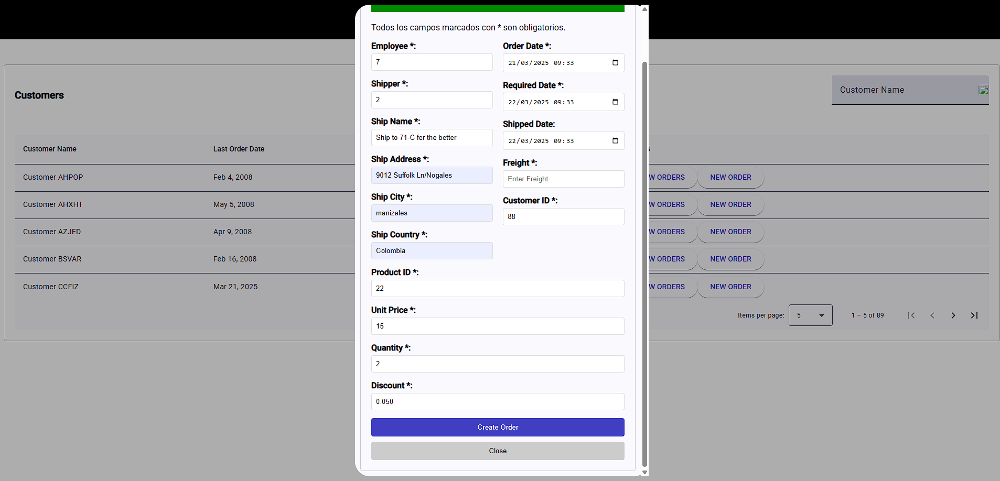 Todos los campos marcados con * son obligatorios.
Employee *:
7
Shipper *:
2
Ship Name *:
Ship to 71-C fer the better
Ship Address *:
9012 Suffolk Ln/Nogales
Ship City *:
manizales
Ship Country *:
Colombia
Order Date *:
21/03/2025 09:33
Required Date *:
22/03/2025 09:33
Shipped Date:
22/03/2025 09:33
Freight *:
Enter Freight
Customer ID *:
88
Product ID *:
22
Unit Price *:
15
Quantity *:
2
Discount *:
0.050
Create Order
Close
Customers
Customer Name
Customer Name Last Order Date
Customer AHPOP Feb 4, 2008 W ORDERS NEW ORDER
Customer AHXHT May 5, 2008 W ORDERS NEW ORDER
Customer AZJED Apr 9, 2008 W ORDERS NEW ORDER
Customer BSVAR Feb 16, 2008 W ORDERS NEW ORDER
Customer CCFIZ Mar 21, 2025 W ORDERS NEW ORDER
Items per page: 5 1 – 5 of 89